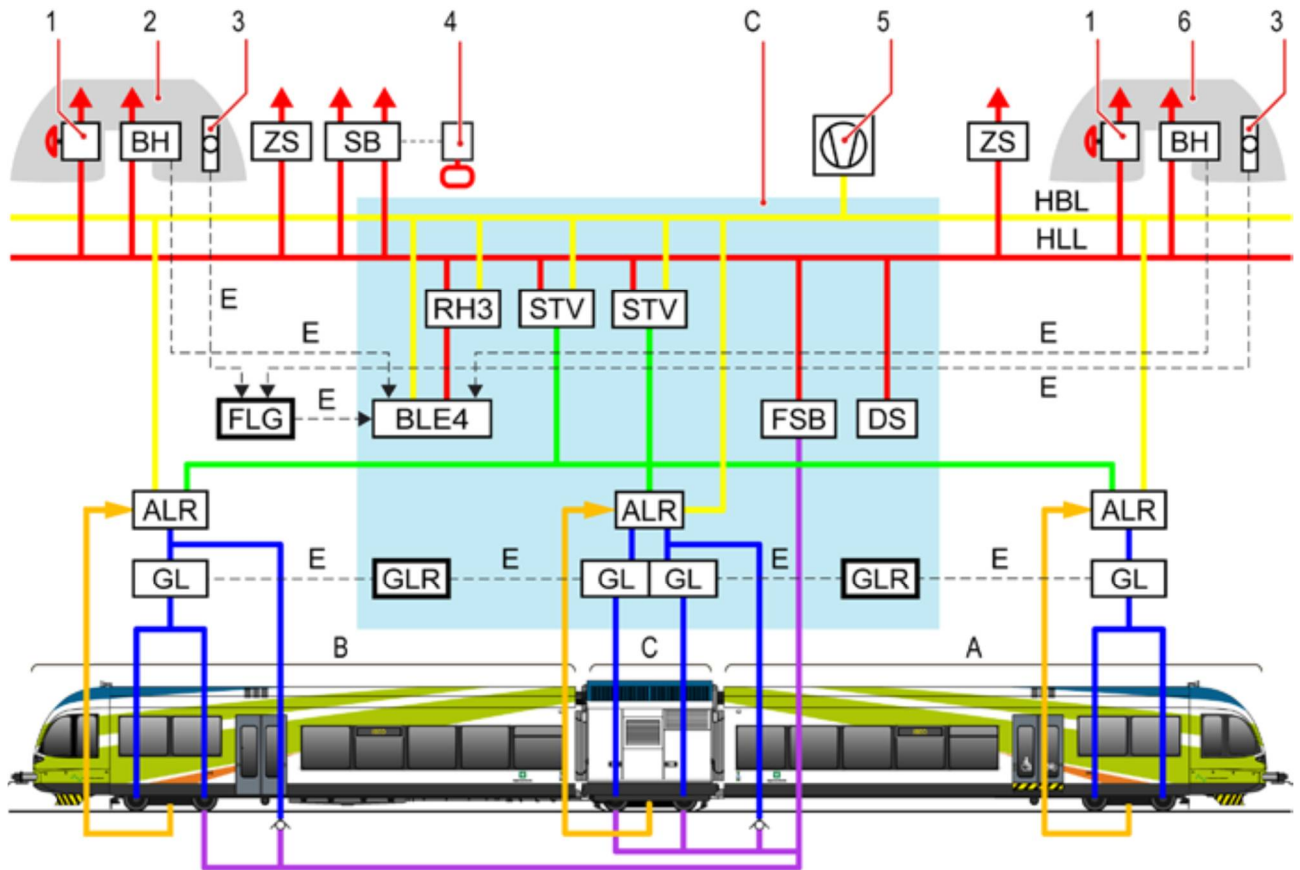 1 2 3 4 C 5 1 6 3
BH ZS SB ZS BH
HBL
HLL
RH3 STV STV
E
E E
E
FLG E BLE4 FSB DS
ALR ALR ALR
E E E E
GL GLR GL GL GLR GL
B C A